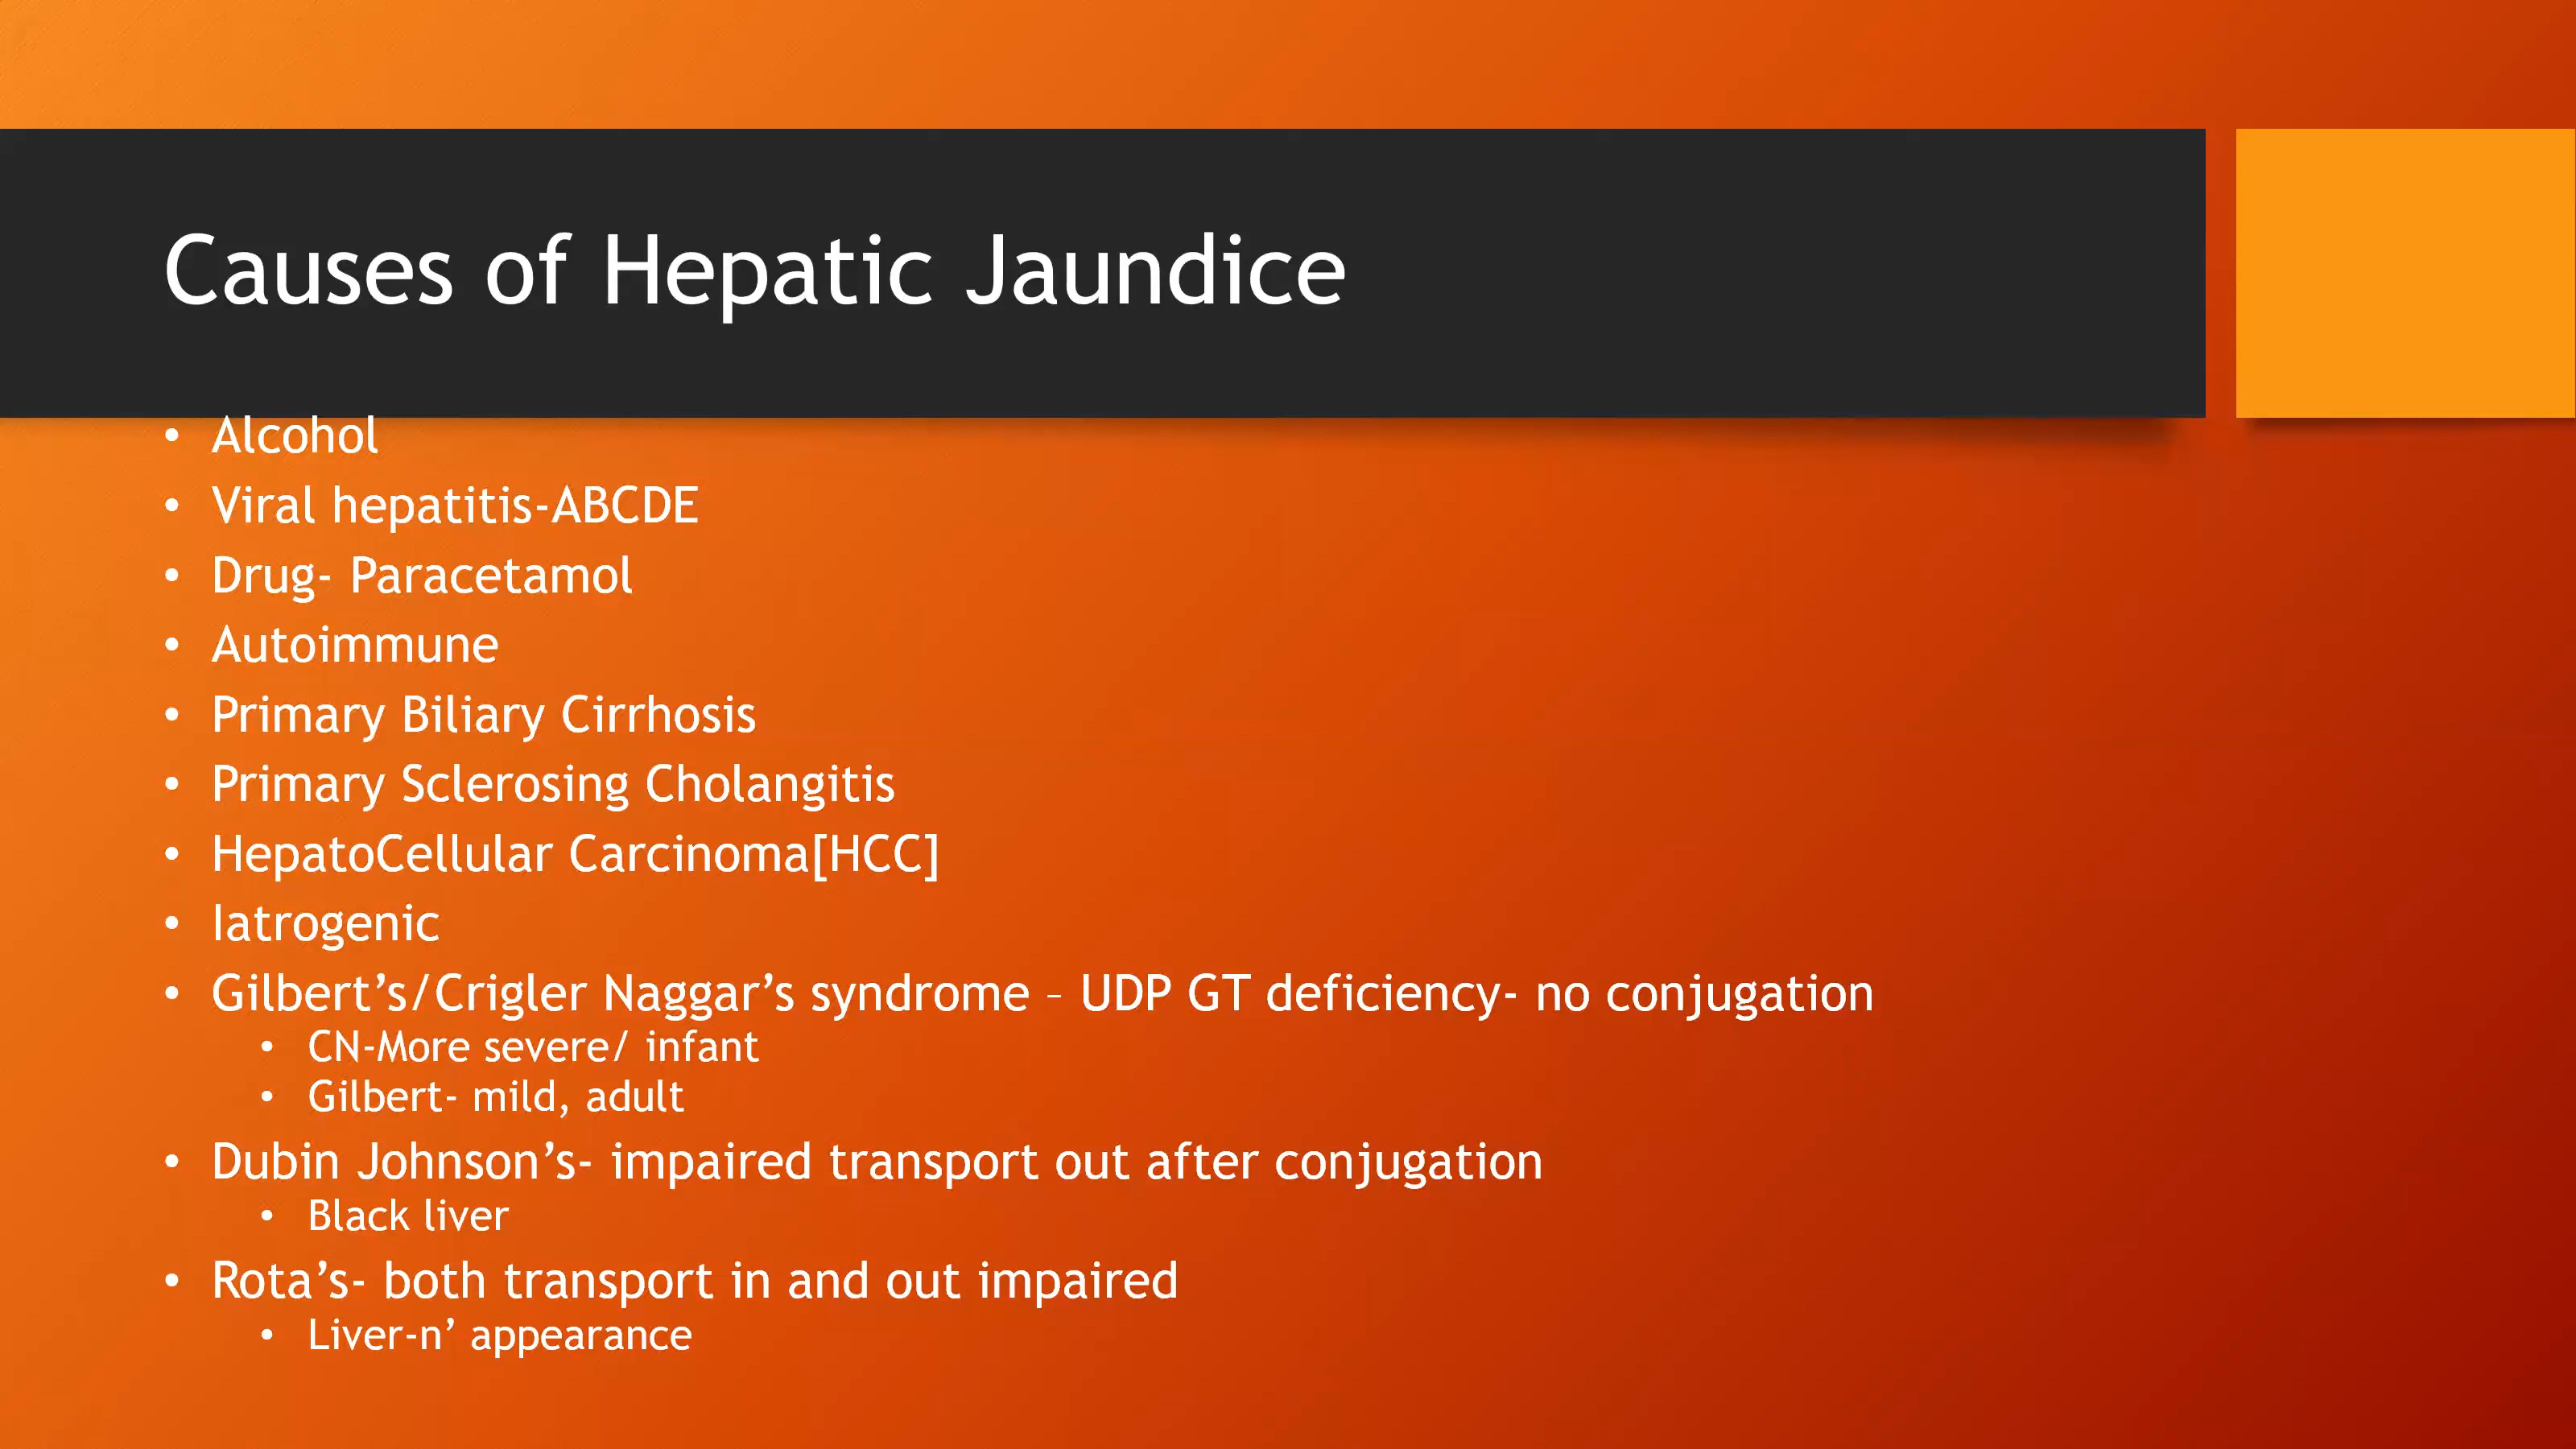 Causes of Hepatic Jaundice
• Alcohol
• Viral hepatitis-ABCDE
• Drug- Paracetamol
• Autoimmune
• Primary Biliary Cirrhosis
• Primary Sclerosing Cholangitis
• HepatoCellular Carcinoma[HCC]
• Iatrogenic
• Gilbert’s/Crigler Naggar’s syndrome – UDP GT deficiency- no conjugation
• CN-More severe/ infant
• Gilbert- mild, adult
• Dubin Johnson’s- impaired transport out after conjugation
• Black liver
• Rota’s- both transport in and out impaired
• Liver-n’ appearance